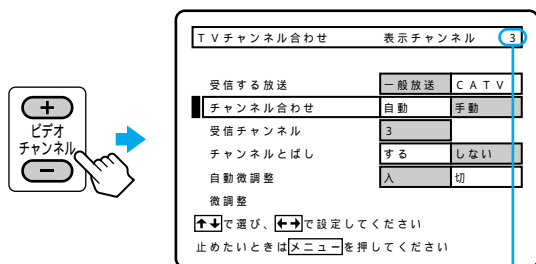 TVチャンネル合わせ 表示チャンネル 3
受信する放送 一般放送 CATV
チャンネル合わせ 自動 手動
受信チャンネル 3
チャンネルとばし する しない
自動微調整 入 切
微調整
↑↓で選び、←→で設定してください
止めたいときはメニューを押してください
+
ビデオ
チャンネル
−